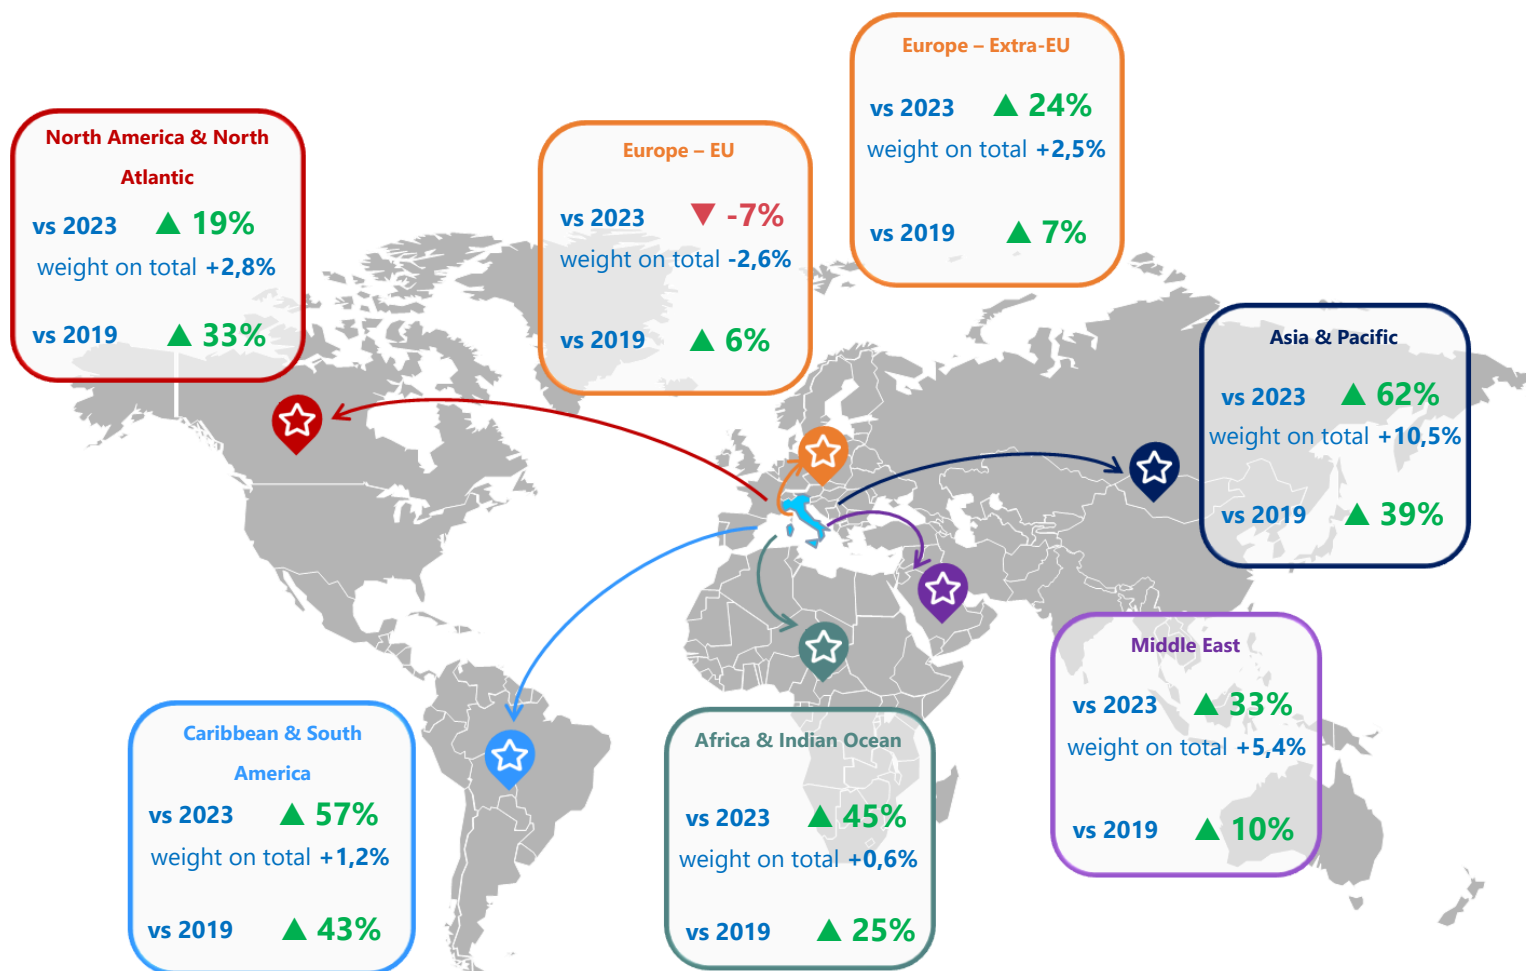 Europe – Extra-EU
vs 2023 ▲ 24%
weight on total +2,5%
vs 2019 ▲ 7%
North America & North
Atlantic
vs 2023 ▲ 19%
weight on total +2,8%
vs 2019 ▲ 33%
Europe – EU
vs 2023 ▼ -7%
weight on total -2,6%
vs 2019 ▲ 6%
Asia & Pacific
vs 2023 ▲ 62%
weight on total +10,5%
vs 2019 ▲ 39%
Middle East
vs 2023 ▲ 33%
weight on total +5,4%
vs 2019 ▲ 10%
Caribbean & South
America
vs 2023 ▲ 57%
weight on total +1,2%
vs 2019 ▲ 43%
Africa & Indian Ocean
vs 2023 ▲ 45%
weight on total +0,6%
vs 2019 ▲ 25%